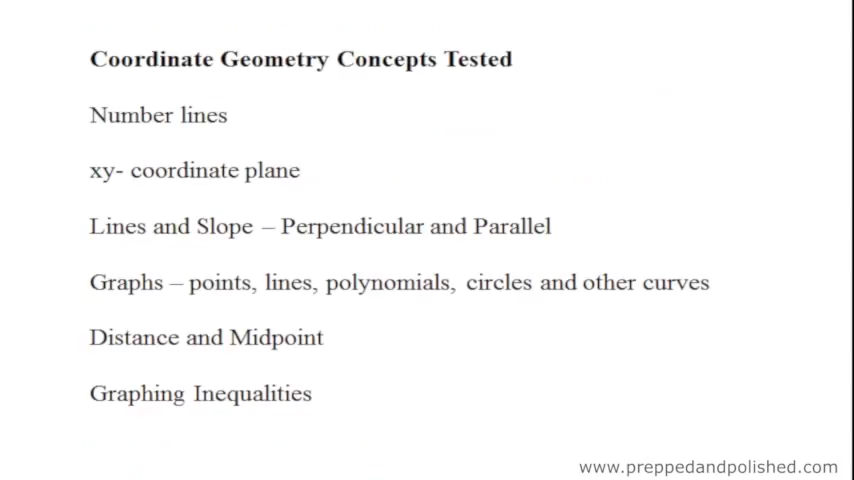 Coordinate Geometry Concepts Tested
Number lines
xy- coordinate plane
Lines and Slope – Perpendicular and Parallel
Graphs – points, lines, polynomials, circles and other curves
Distance and Midpoint
Graphing Inequalities
www.preppedandpolished.com